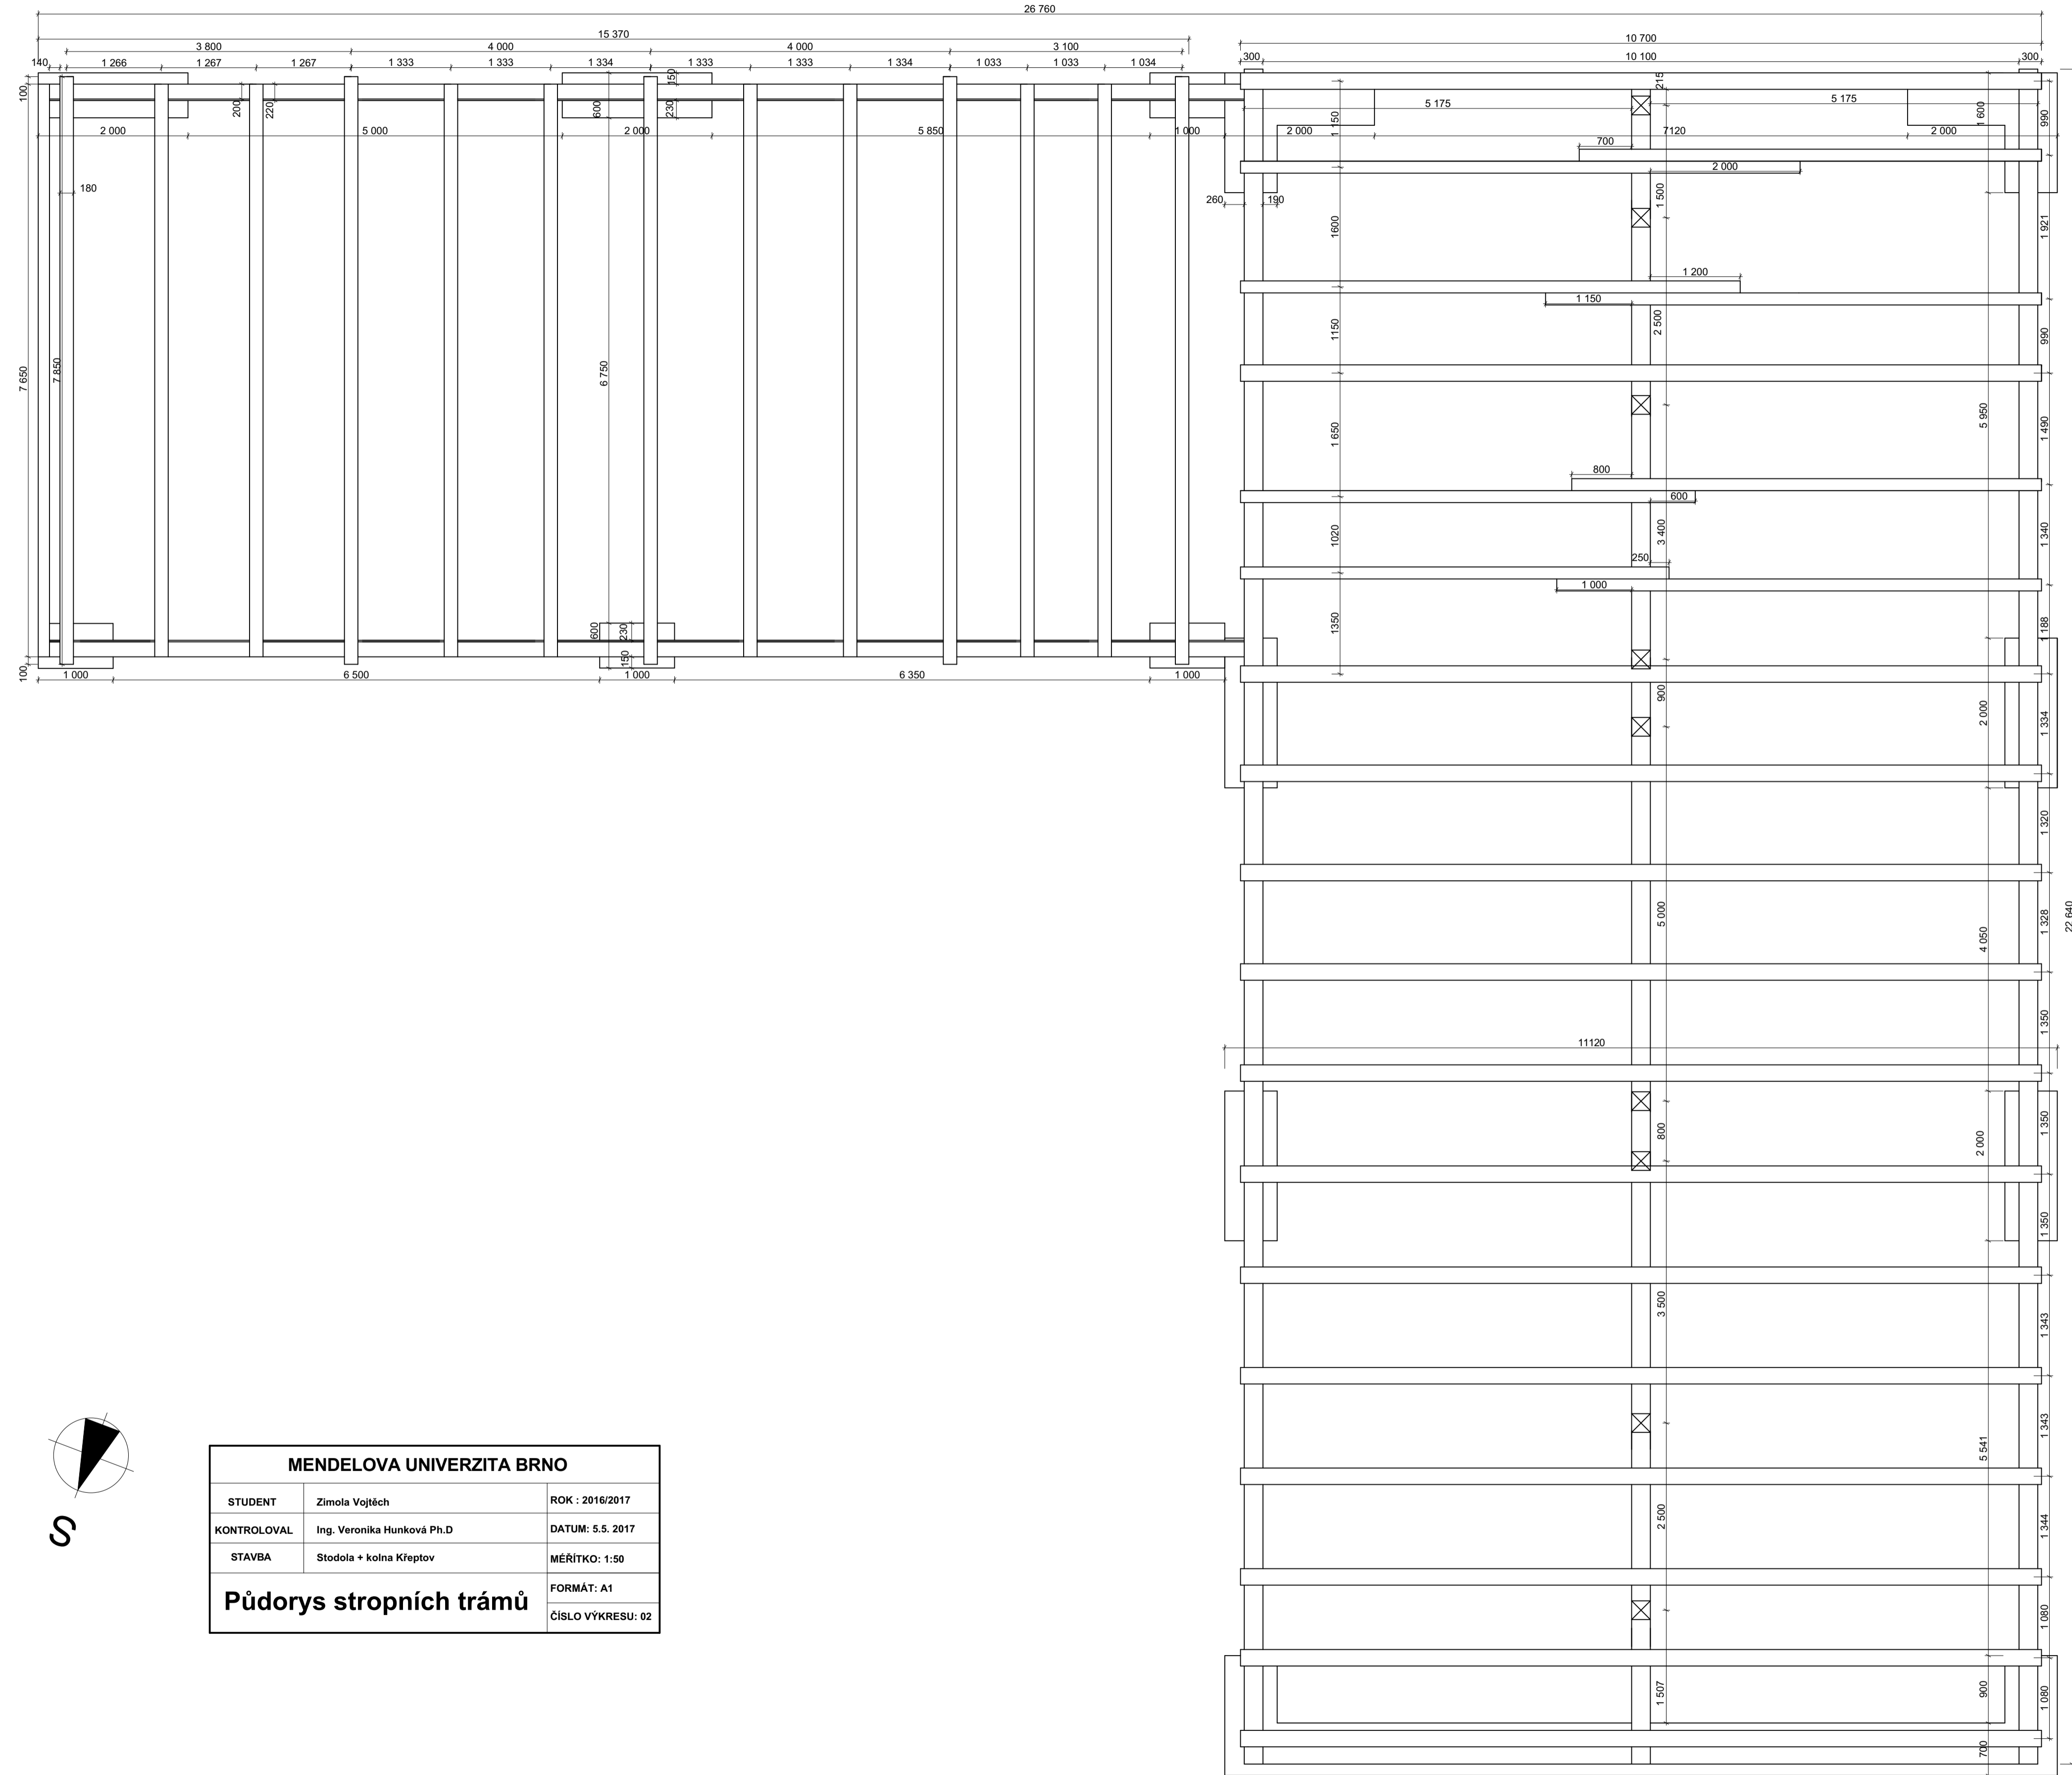 26 760
15 370
10 700
3 800 4 000 4 000 3 100
10 100
300 300
140 1 266 1 267 1 267 1 333 1 333 1 334 1 333 1 333 1 334 1 033 1 033 1 034
100 200 220 600 150 230
215
5 175 5 175
1 150 1 600 990
2 000 5 000 2 000 5 850 1 000 2 000 7120 2 000
700
2 000
180
1 500
260 190
1600 1 921
1 200
1 150
2 500
1150 990
7 650 7 850 6 750
5 950
1 650 1 490
800
600
1020 3 400 1 340
250
1 000
600 230 150
1350 1 188
100
1 000 6 500 1 000 6 350 1 000
900 2 000 1 334
1 320
5 000 4 050 1 328
22 640
1 350
11120
800 2 000 1 350
1 350
3 500 1 343
5 541 1 343
2 500 1 344
1 080
1 507 900 1 080
700
S
MENDELOVA UNIVERZITA BRNO
STUDENT Zimola Vojtěch ROK : 2016/2017
KONTROLOVAL Ing. Veronika Hunková Ph.D DATUM: 5.5. 2017
STAVBA Stodola + kolna Křeptov MÉŘÍTKO: 1:50
Půdorys stropních trámů
FORMÁT: A1
ČÍSLO VÝKRESU: 02